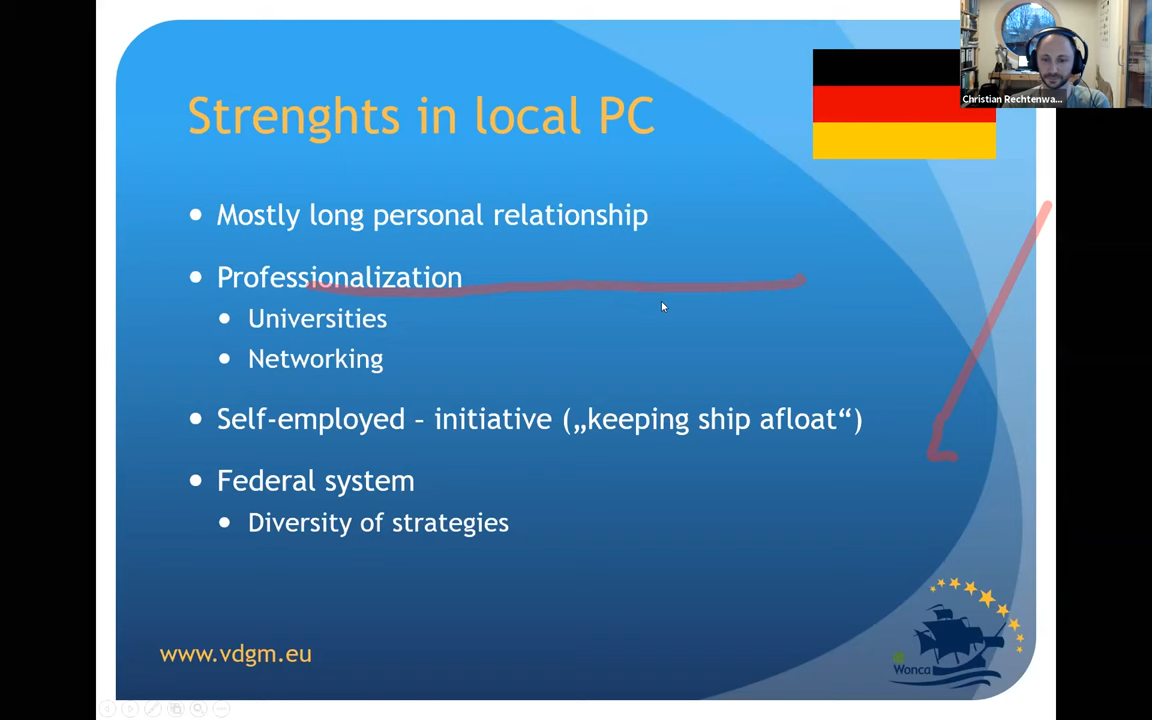 Strenghts in local PC
Christian Rechtenwa...
• Mostly long personal relationship
• Professionalization
• Universities
• Networking
• Self-employed – initiative („keeping ship afloat“)
• Federal system
• Diversity of strategies
www.vdgm.eu
Wonca